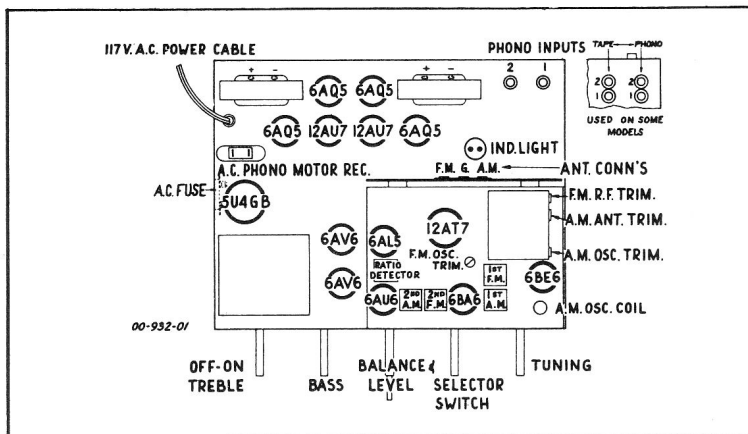 117 V. A.C. POWER CABLE
PHONO INPUTS
TAPE PHONO
2 1
2 2
1 1
USED ON SOME
MODELS
+ -
+ -
6AQ5 6AQ5
6AQ5 12AU7 12AU7 6AQ5
IND. LIGHT
A.C. PHONO MOTOR REC.
F.M. G. A.M.
ANT. CONN'S
A.C. FUSE
5U4GB
F.M. R.F. TRIM.
A.M. ANT. TRIM.
A.M. OSC. TRIM.
12AT7
6AV6 6AL5
F.M. OSC.
TRIM.
RATIO
DETECTOR
1ST
F.M.
6BE6
6AV6
6AU6
2ND
A.M.
2ND
F.M.
6BA6
1ST
A.M.
A.M. OSC. COIL
00-932-01
OFF-ON
TREBLE
BASS
BALANCE &
LEVEL
SELECTOR
SWITCH
TUNING